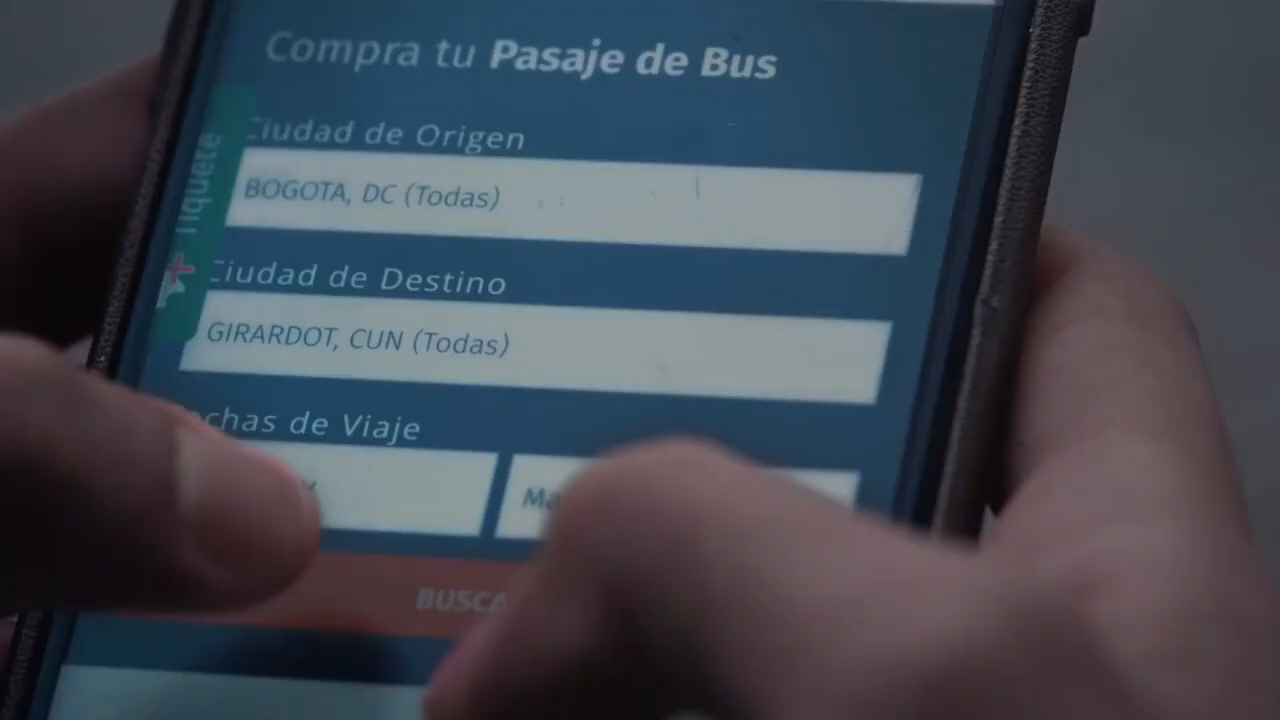 Compra tu Pasaje de Bus
Ciudad de Origen
BOGOTA, DC (Todas)
Tiquete
Ciudad de Destino
GIRARDOT, CUN (Todas)
de Viaje